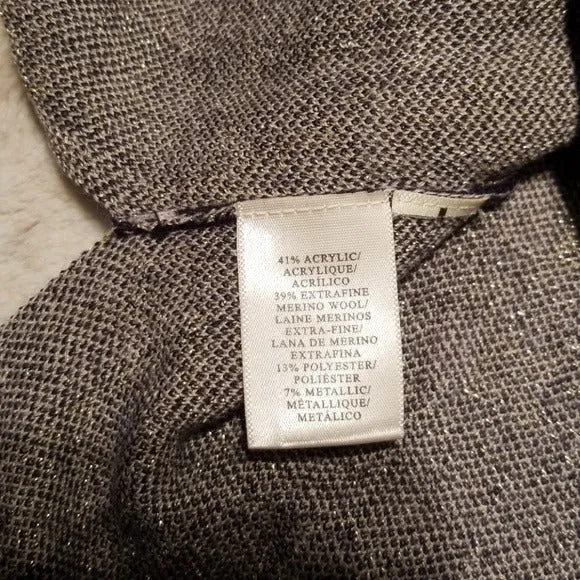 41% ACRYLIC/
ACRYLIQUE/
ACRÍLICO
39% EXTRAFINE
MERINO WOOL/
LAINE MERINOS
EXTRA-FINE/
LANA DE MERINO
EXTRAFINA
13% POLYESTER/
POLIÉSTER
7% METALLIC/
MÉTALLIQUE/
METÁLICO